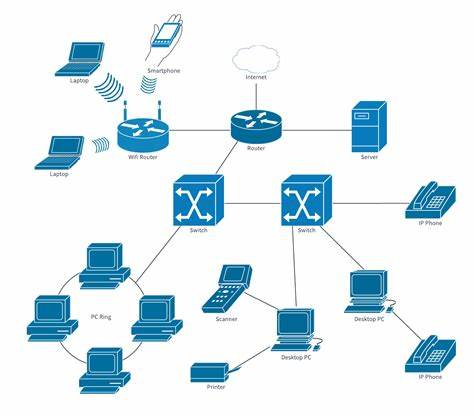 Smartphone
Laptop
Internet
Laptop
Wifi Router
Router
Server
Switch
Switch
IP Phone
PC Ring
Scanner
Desktop PC
Desktop PC
Printer
IP Phone